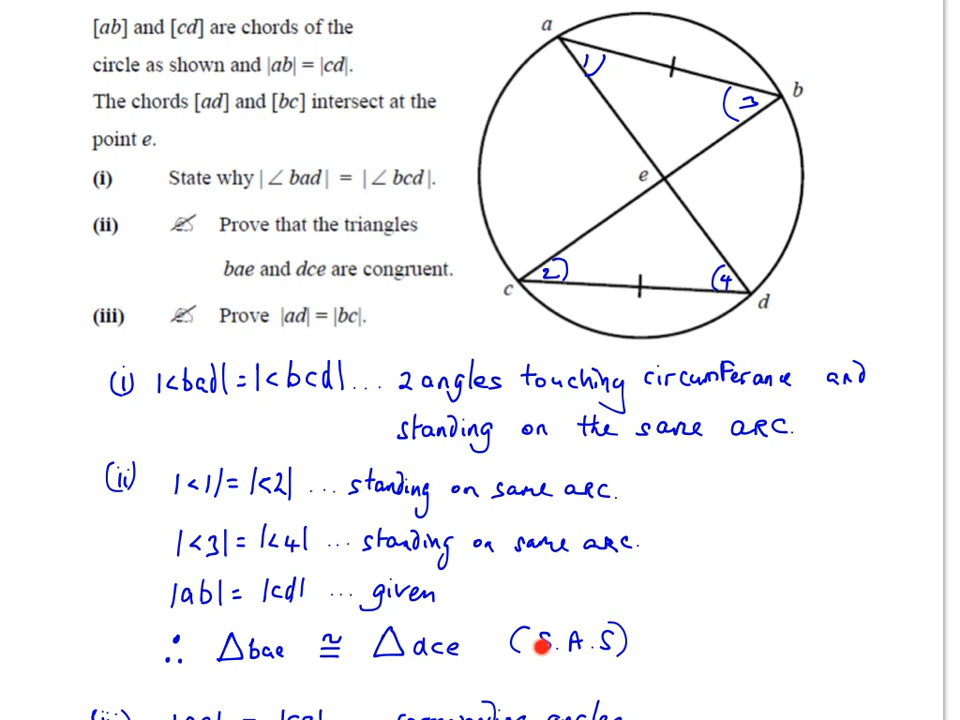 [ab] and [cd] are chords of the
circle as shown and |ab| = |cd|.
The chords [ad] and [bc] intersect at the
point e.
(i) State why |∠ bad| = |∠ bcd|.
(ii) Prove that the triangles
bae and dce are congruent.
(iii) Prove |ad| = |bc|.
a
1
b
3
e
2
4
c
d
(i) |<bad| = |<bcd| ... 2 angles touching circumferance and
standing on the same ARC.
(ii) |<1| = |<2| ... standing on same arc.
|<3| = |<4| ... standing on same arc.
|ab| = |cd| ... given
∴ △bae ≅ △dce (S.A.S)